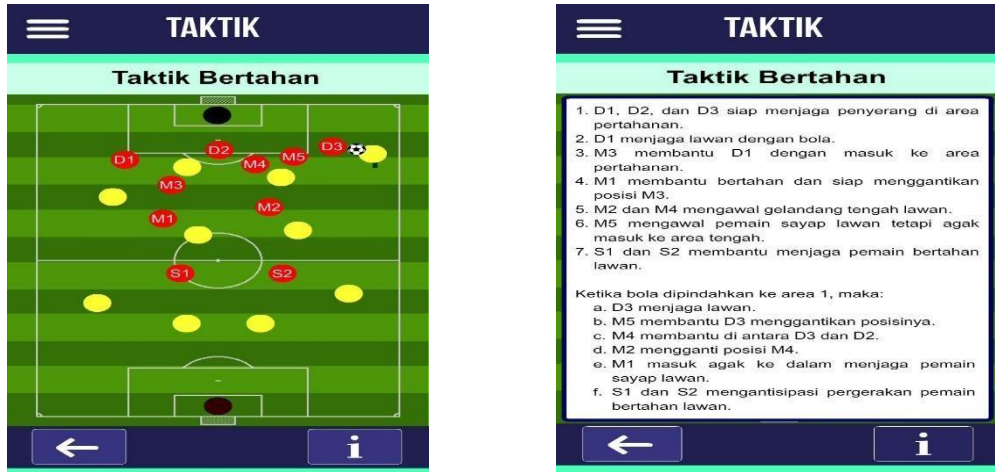 TAKTIK
Taktik Bertahan
D1
D2
D3
M4
M5
M3
M1
M2
S1
S2
i
TAKTIK
Taktik Bertahan
1. D1, D2, dan D3 siap menjaga penyerang di area
pertahanan.
2. D1 menjaga lawan dengan bola.
3. M3 membantu D1 dengan masuk ke area
pertahanan.
4. M1 membantu bertahan dan siap menggantikan
posisi M3.
5. M2 dan M4 mengawal gelandang tengah lawan.
6. M5 mengawal pemain sayap lawan tetapi agak
masuk ke area tengah.
7. S1 dan S2 membantu menjaga pemain bertahan
lawan.
Ketika bola dipindahkan ke area 1, maka:
a. D3 menjaga lawan.
b. M5 membantu D3 menggantikan posisinya.
c. M4 membantu di antara D3 dan D2.
d. M2 mengganti posisi M4.
e. M1 masuk agak ke dalam menjaga pemain
sayap lawan.
f. S1 dan S2 mengantisipasi pergerakan pemain
bertahan lawan.
i